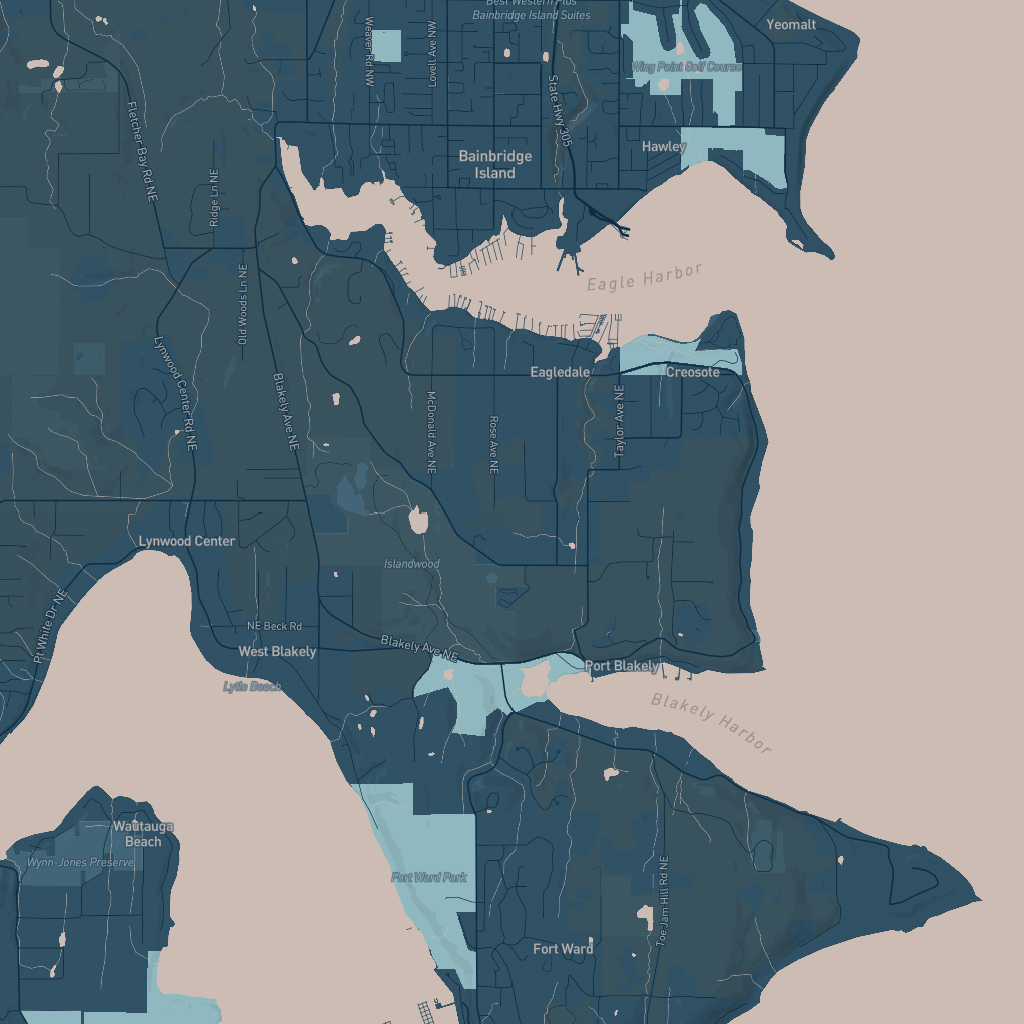 Best Western Plus
Bainbridge Island Suites
Yeomalt
Weaver Rd NW
Lovell Ave NW
Wing Point Golf Course
State Hwy 305
Fletcher Bay Rd NE
Hawley
Bainbridge
Island
Ridge Ln NE
Eagle Harbor
Old Woods Ln NE
Lynwood Center Rd NE
Eagledale
Creosote
Blakely Ave NE
McDonald Ave NE
Rose Ave NE
Taylor Ave NE
Lynwood Center
Islandwood
Pt White Dr NE
NE Beck Rd
West Blakely
Blakely Ave NE
Port Blakely
Lytle Beach
Blakely Harbor
Wautauga
Beach
Wynn-Jones Preserve
Fort Ward Park
Toe Jam Hill Rd NE
Fort Ward